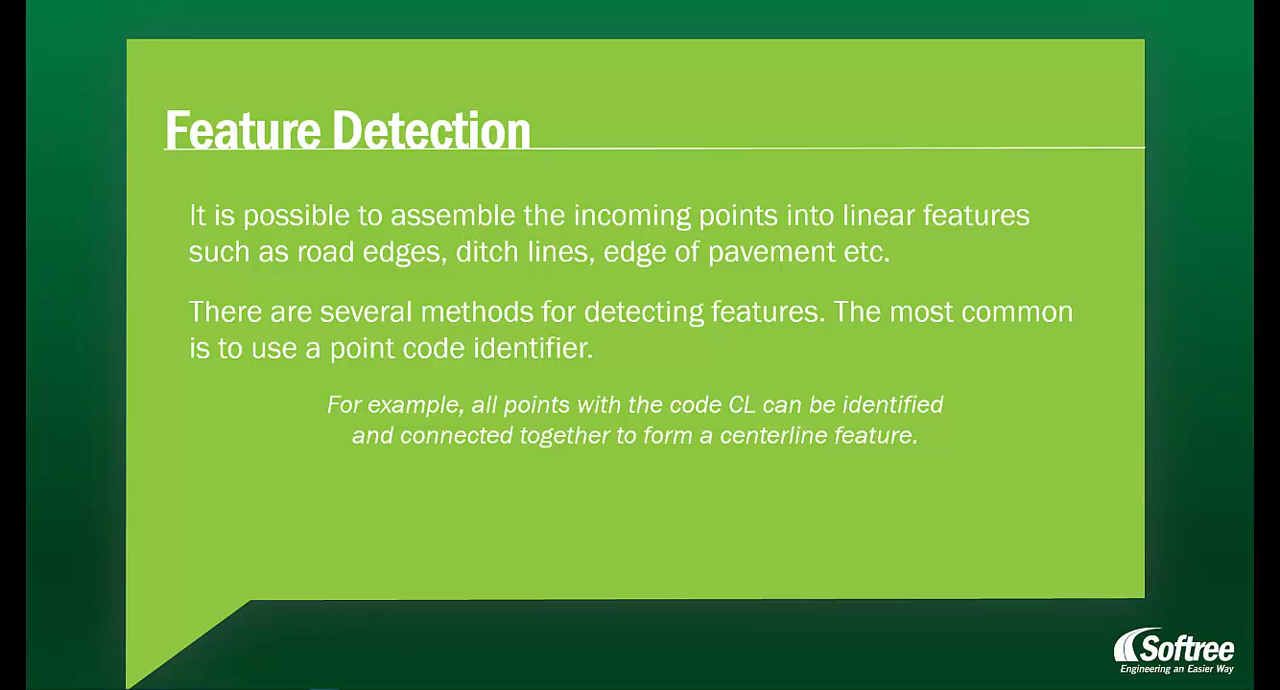 Feature Detection
It is possible to assemble the incoming points into linear features
such as road edges, ditch lines, edge of pavement etc.
There are several methods for detecting features. The most common
is to use a point code identifier.
For example, all points with the code CL can be identified
and connected together to form a centerline feature.
Softree
Engineering an Easier Way